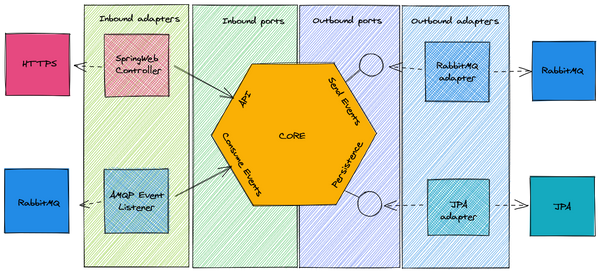 Inbound adapters
Inbound ports
Outbound ports
Outbound adapters
HTTPS
SpringWeb
Controller
API
Send Events
RabbitMQ
adapter
RabbitMQ
CORE
RabbitMQ
AMQP Event
Listener
Consume Events
Persistence
JPA
adapter
JPA